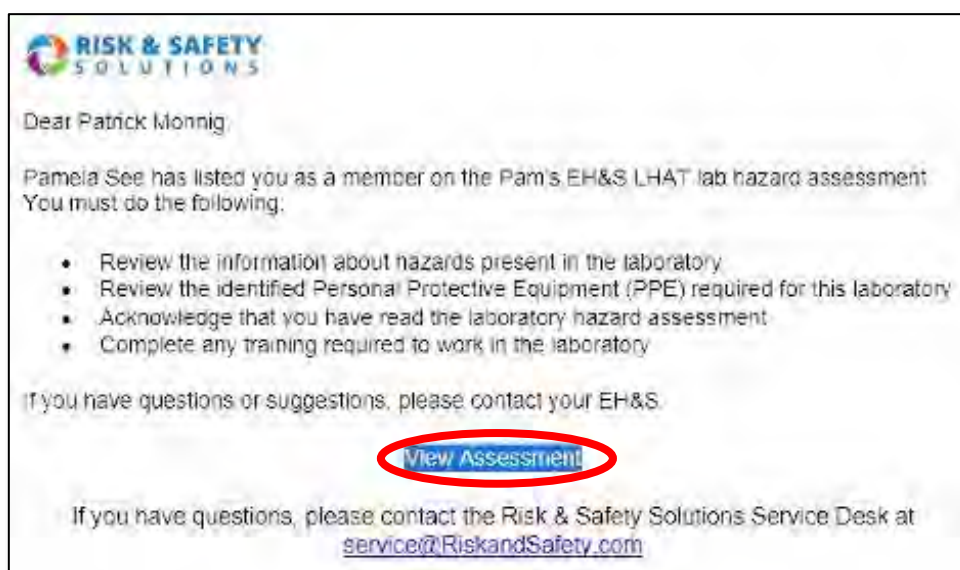 RISK & SAFETY
SOLUTIONS
Dear Patrick Monnig
Pamela See has listed you as a member on the Pam's EH&S LHAT lab hazard assessment.
You must do the following:
• Review the information about hazards present in the laboratory
• Review the identified Personal Protective Equipment (PPE) required for this laboratory
• Acknowledge that you have read the laboratory hazard assessment
• Complete any training required to work in the laboratory
If you have questions or suggestions, please contact your EH&S.
View Assessment
If you have questions, please contact the Risk & Safety Solutions Service Desk at
service@RiskandSafety.com